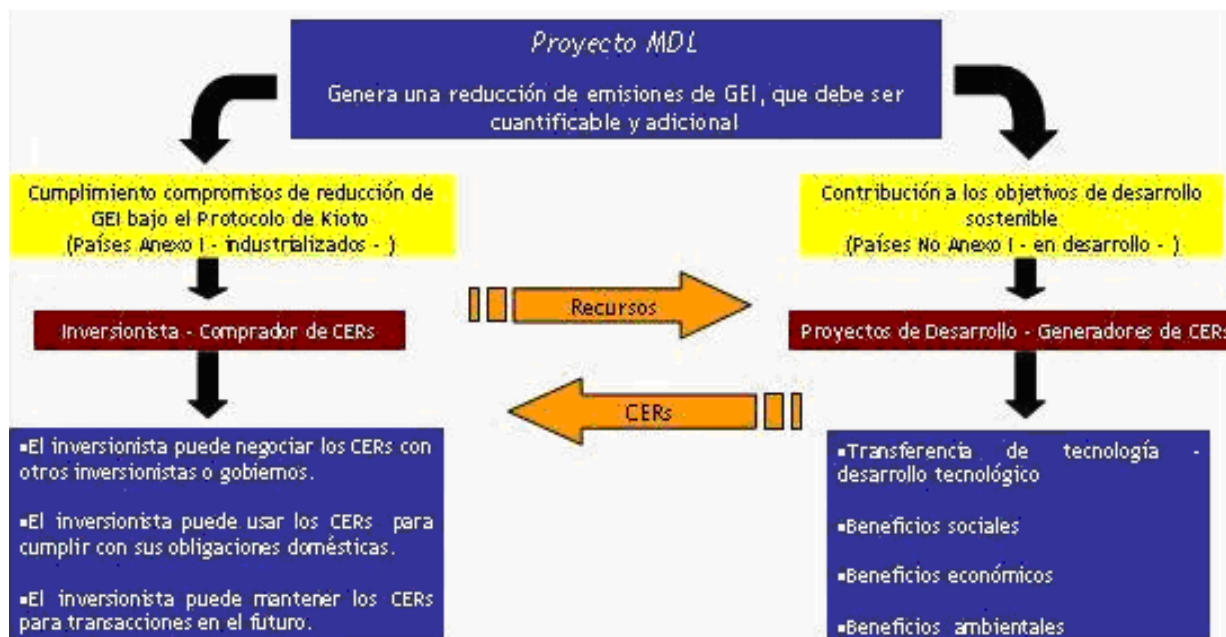 Proyecto MDL
Genera una reducción de emisiones de GEI, que debe ser
cuantificable y adicional
Cumplimiento compromisos de reducción de
GEI bajo el Protocolo de Kioto
(Países Anexo I - industrializados - )
Inversionista - Comprador de CERs
▪El inversionista puede negociar los CERs con
otros inversionistas o gobiernos.
▪El inversionista puede usar los CERs para
cumplir con sus obligaciones domésticas.
▪El inversionista puede mantener los CERs
para transacciones en el futuro.
Recursos
CERs
Contribución a los objetivos de desarrollo
sostenible
(Países No Anexo I - en desarrollo - )
Proyectos de Desarrollo - Generadores de CERs
▪Transferencia de tecnología -
desarrollo tecnológico
▪Beneficios sociales
▪Beneficios económicos
▪Beneficios ambientales